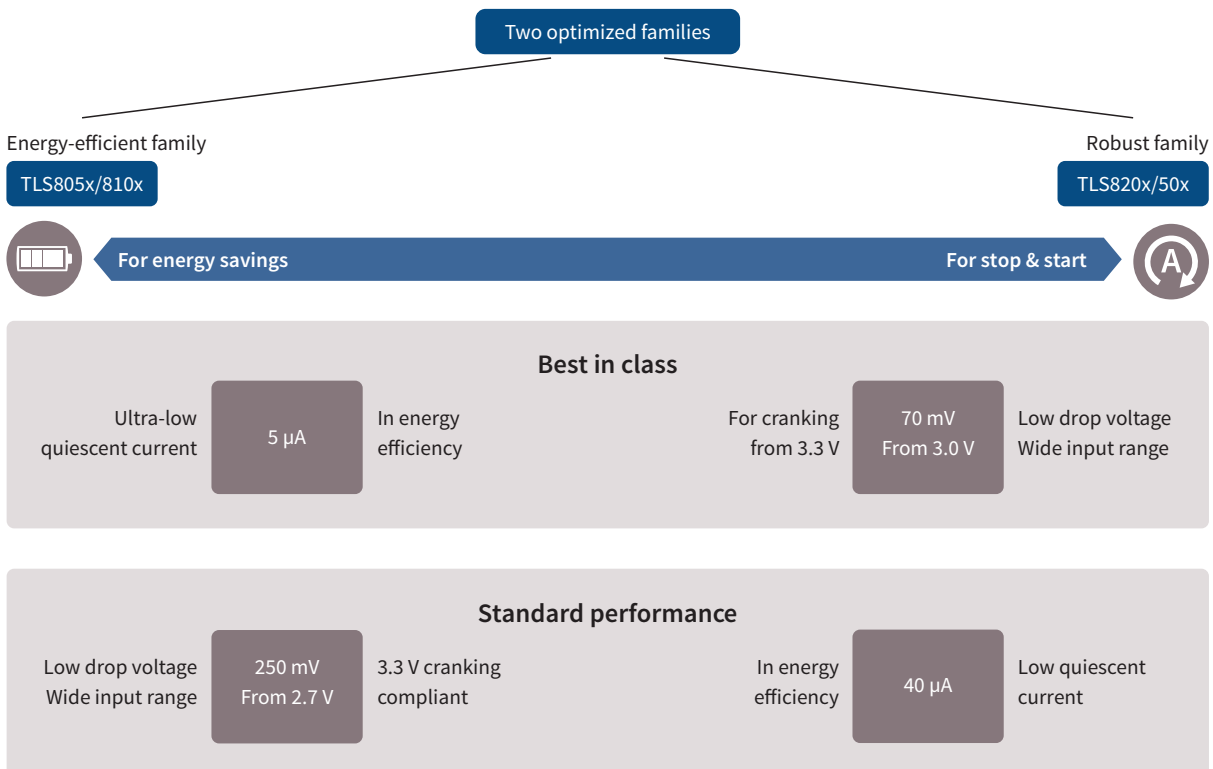 Two optimized families
Energy-efficient family
TLS805x/810x
Robust family
TLS820x/50x
For energy savings
For stop & start
A
Best in class
Ultra-low
quiescent current
5 µA
In energy
efficiency
For cranking
from 3.3 V
70 mV
From 3.0 V
Low drop voltage
Wide input range
Standard performance
Low drop voltage
Wide input range
250 mV
From 2.7 V
3.3 V cranking
compliant
In energy
efficiency
40 µA
Low quiescent
current